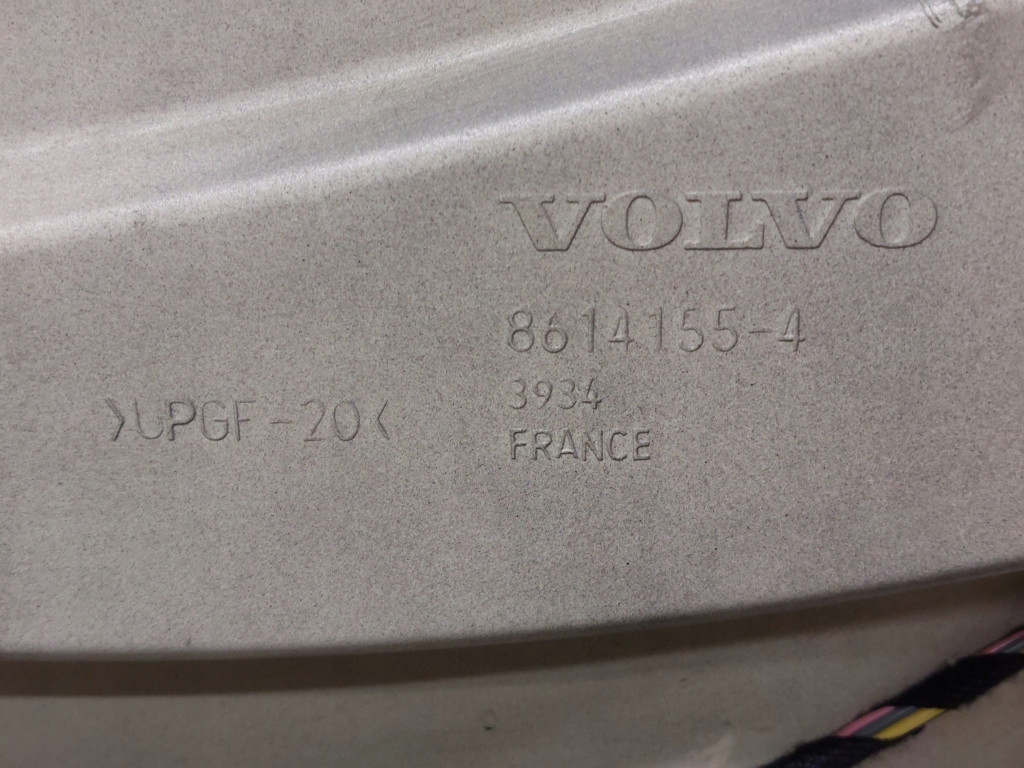 VOLVO
8614155-4
3934
FRANCE
>UPGF-20<